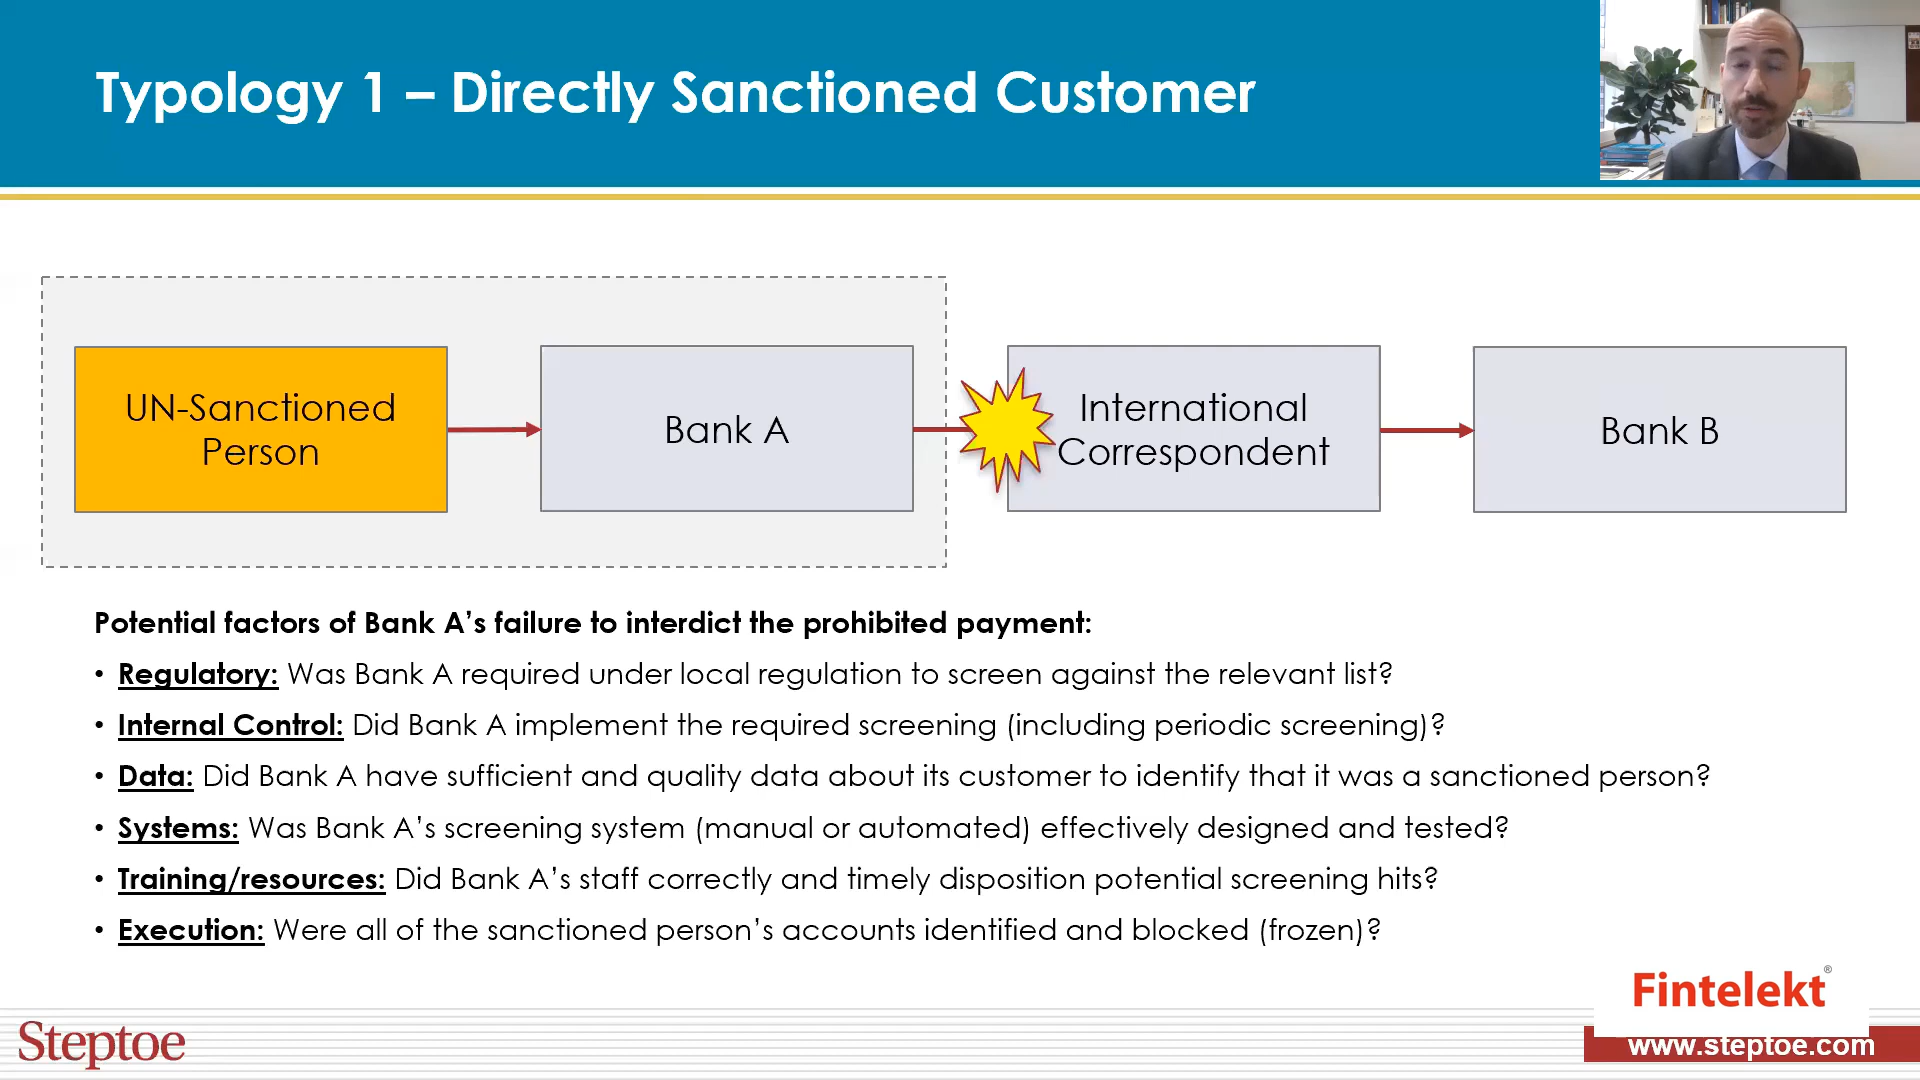 Typology 1 – Directly Sanctioned Customer
UN-Sanctioned
Person
Bank A
International
Correspondent
Bank B
Potential factors of Bank A’s failure to interdict the prohibited payment:
• Regulatory: Was Bank A required under local regulation to screen against the relevant list?
• Internal Control: Did Bank A implement the required screening (including periodic screening)?
• Data: Did Bank A have sufficient and quality data about its customer to identify that it was a sanctioned person?
• Systems: Was Bank A’s screening system (manual or automated) effectively designed and tested?
• Training/resources: Did Bank A’s staff correctly and timely disposition potential screening hits?
• Execution: Were all of the sanctioned person’s accounts identified and blocked (frozen)?
Fintelekt®
Steptoe
www.steptoe.com